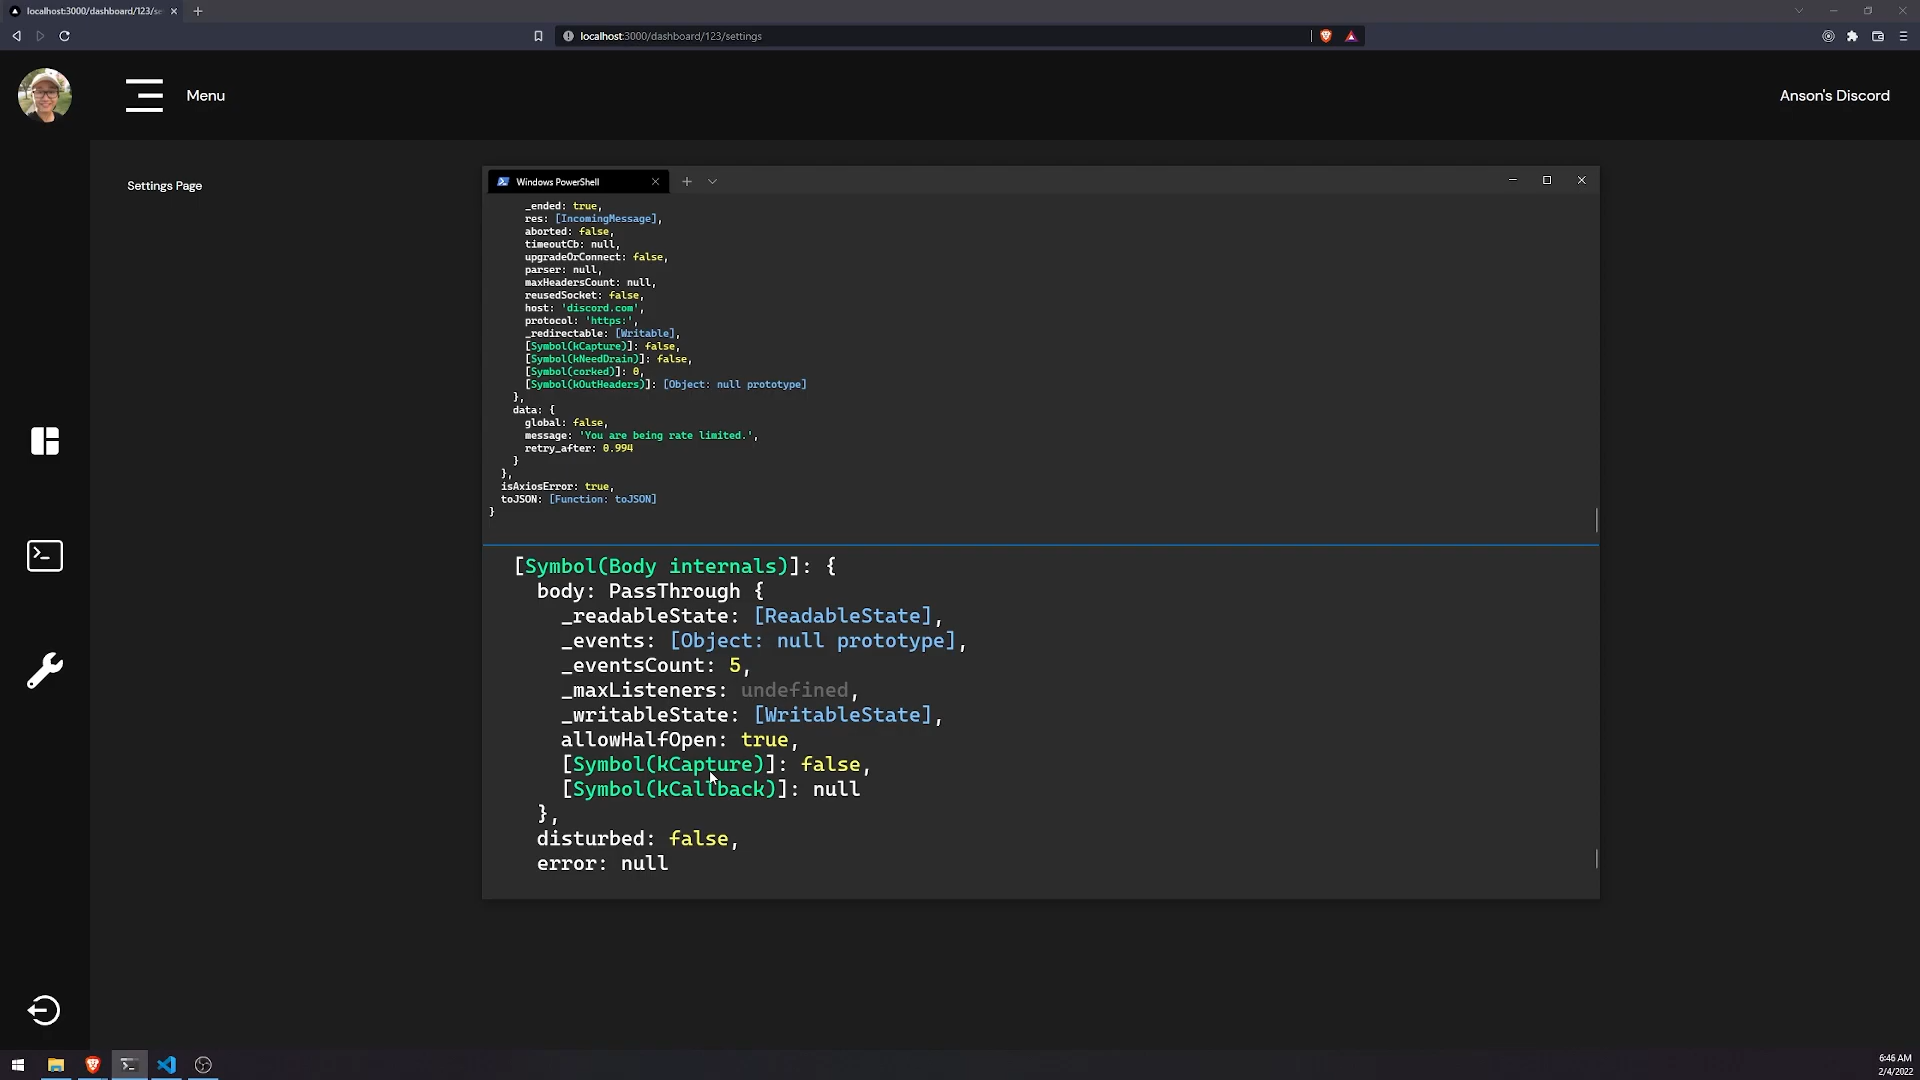 localhost:3000/dashboard/123/se
localhost:3000/dashboard/123/settings
Menu
Anson's Discord
Settings Page
Windows PowerShell
_ended: true,
res: [IncomingMessage],
aborted: false,
timeoutCb: null,
upgradeOrConnect: false,
parser: null,
maxHeadersCount: null,
reusedSocket: false,
host: 'discord.com',
protocol: 'https:',
_redirectable: [Writable],
[Symbol(kCapture)]: false,
[Symbol(kNeedDrain)]: false,
[Symbol(corked)]: 0,
[Symbol(kOutHeaders)]: [Object: null prototype]
},
data: {
global: false,
message: 'You are being rate limited.',
retry_after: 0.994
}
},
isAxiosError: true,
toJSON: [Function: toJSON]
}
[Symbol(Body internals)]: {
body: PassThrough {
_readableState: [ReadableState],
_events: [Object: null prototype],
_eventsCount: 5,
_maxListeners: undefined,
_writableState: [WritableState],
allowHalfOpen: true,
[Symbol(kCapture)]: false,
[Symbol(kCallback)]: null
},
disturbed: false,
error: null
6:46 AM
2/4/2022